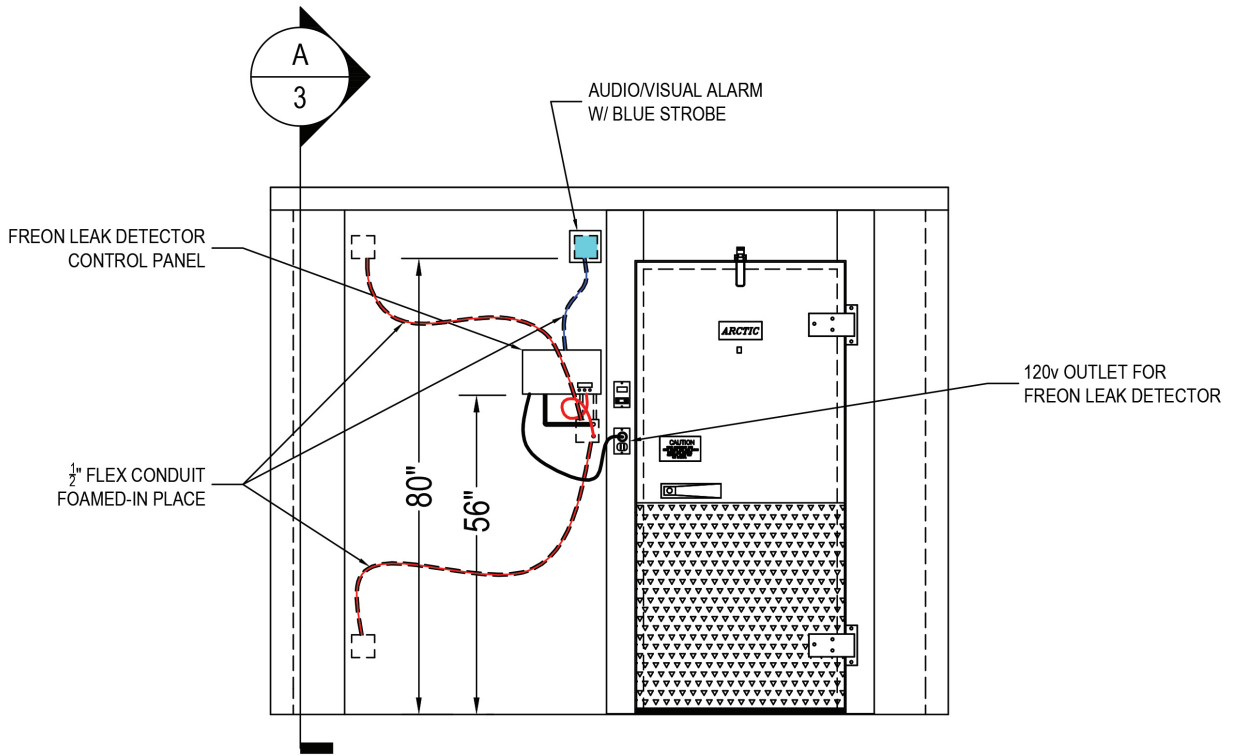 A
3
AUDIO/VISUAL ALARM
W/ BLUE STROBE
FREON LEAK DETECTOR
CONTROL PANEL
ARCTIC
120v OUTLET FOR
FREON LEAK DETECTOR
CAUTION
80"
56"
½" FLEX CONDUIT
FOAMED-IN PLACE